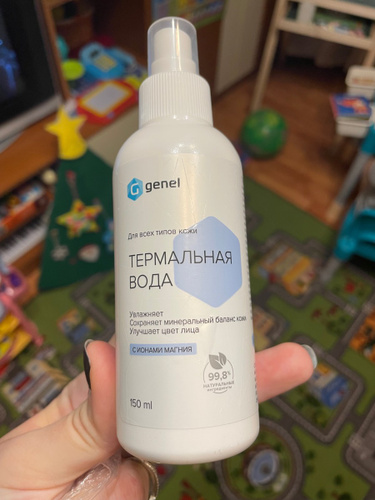 genel
Для всех типов кожи
ТЕРМАЛЬНАЯ
ВОДА
Увлажняет
Сохраняет минеральный баланс кожи
Улучшает цвет лица
С ИОНАМИ МАГНИЯ
99,8%
НАТУРАЛЬНЫЕ
150 ml